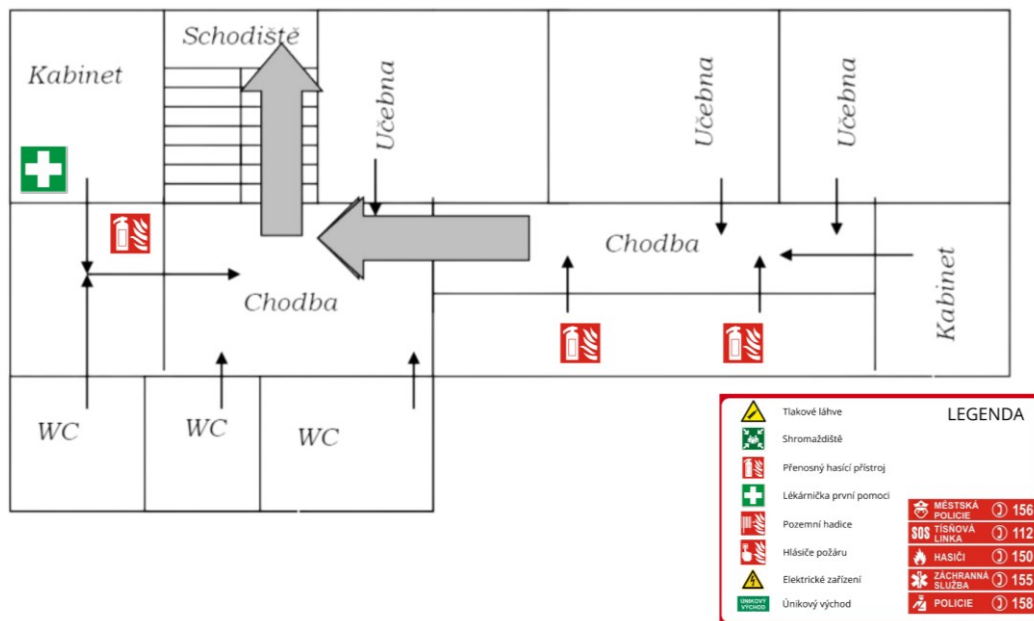 Schodiště
Kabinet
Učebna
Učebna
Učebna
Chodba
Chodba
Kabinet
WC
WC
WC
LEGENDA
Tlakové láhve
Shromaždiště
Přenosný hasící přístroj
Lékárnička první pomoci
Pozemní hadice
Hlásiče požáru
Elektrické zařízení
ÚNIKOVÝ
VÝCHOD
Únikový východ
MĚSTSKÁ
POLICIE 156
SOS TÍSŇOVÁ
LINKA 112
HASIČI 150
ZÁCHRANNÁ
SLUŽBA 155
POLICIE 158